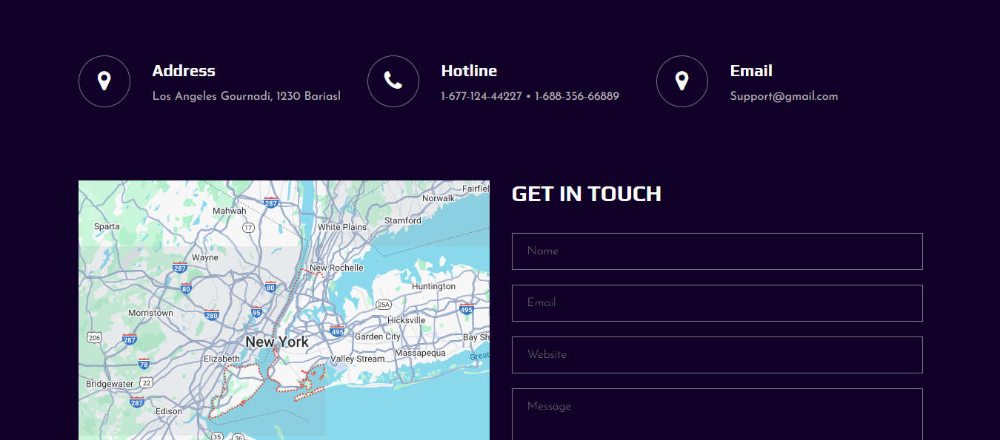 Address
Los Angeles Gournadi, 1230 Bariasl
Hotline
1-677-124-44227 • 1-688-356-66889
Email
Support@gmail.com
GET IN TOUCH
Name
Email
Website
Message
Fairfiel
287
Norwalk
Mahwah
Stamford
Sparta
17
White Plains
Wayne
287
New Rochelle
80
80
Huntington
25A
495
Morristown
280
95
Hicksville
495
206
287
New York
Garden City
Bay Sh
Massapequa
Great
Elizabeth
Valley Stream
78
Bridgewater
22
287
Edison
35
36